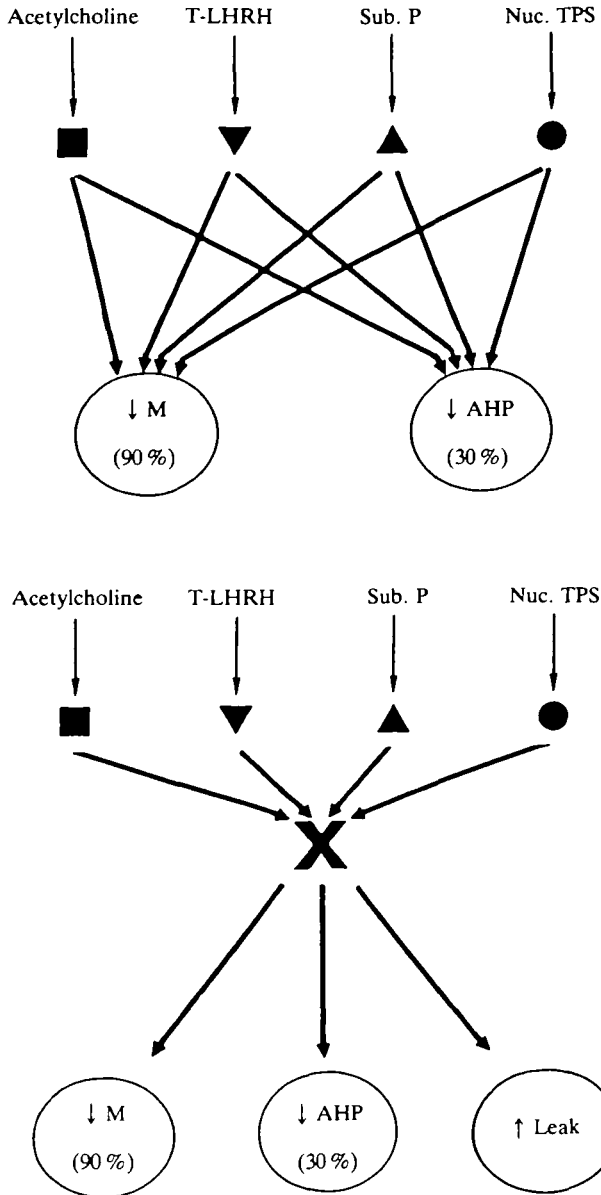 Acetylcholine T-LHRH Sub. P Nuc. TPS
↓ M ↓ AHP
(90 %) (30 %)
Acetylcholine T-LHRH Sub. P Nuc. TPS
X
↓ M ↓ AHP ↑ Leak
(90 %) (30 %)